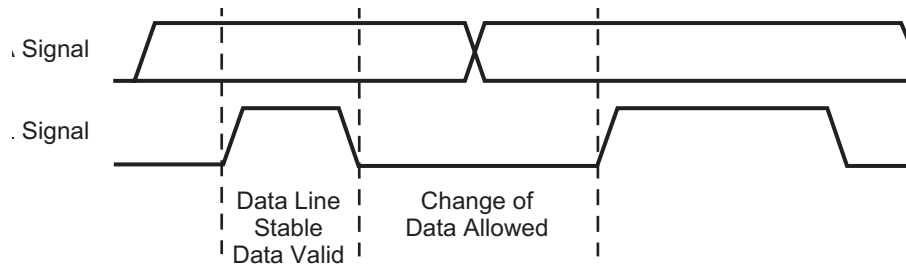 Signal
Signal
Data Line
Stable
Data Valid
Change of
Data Allowed